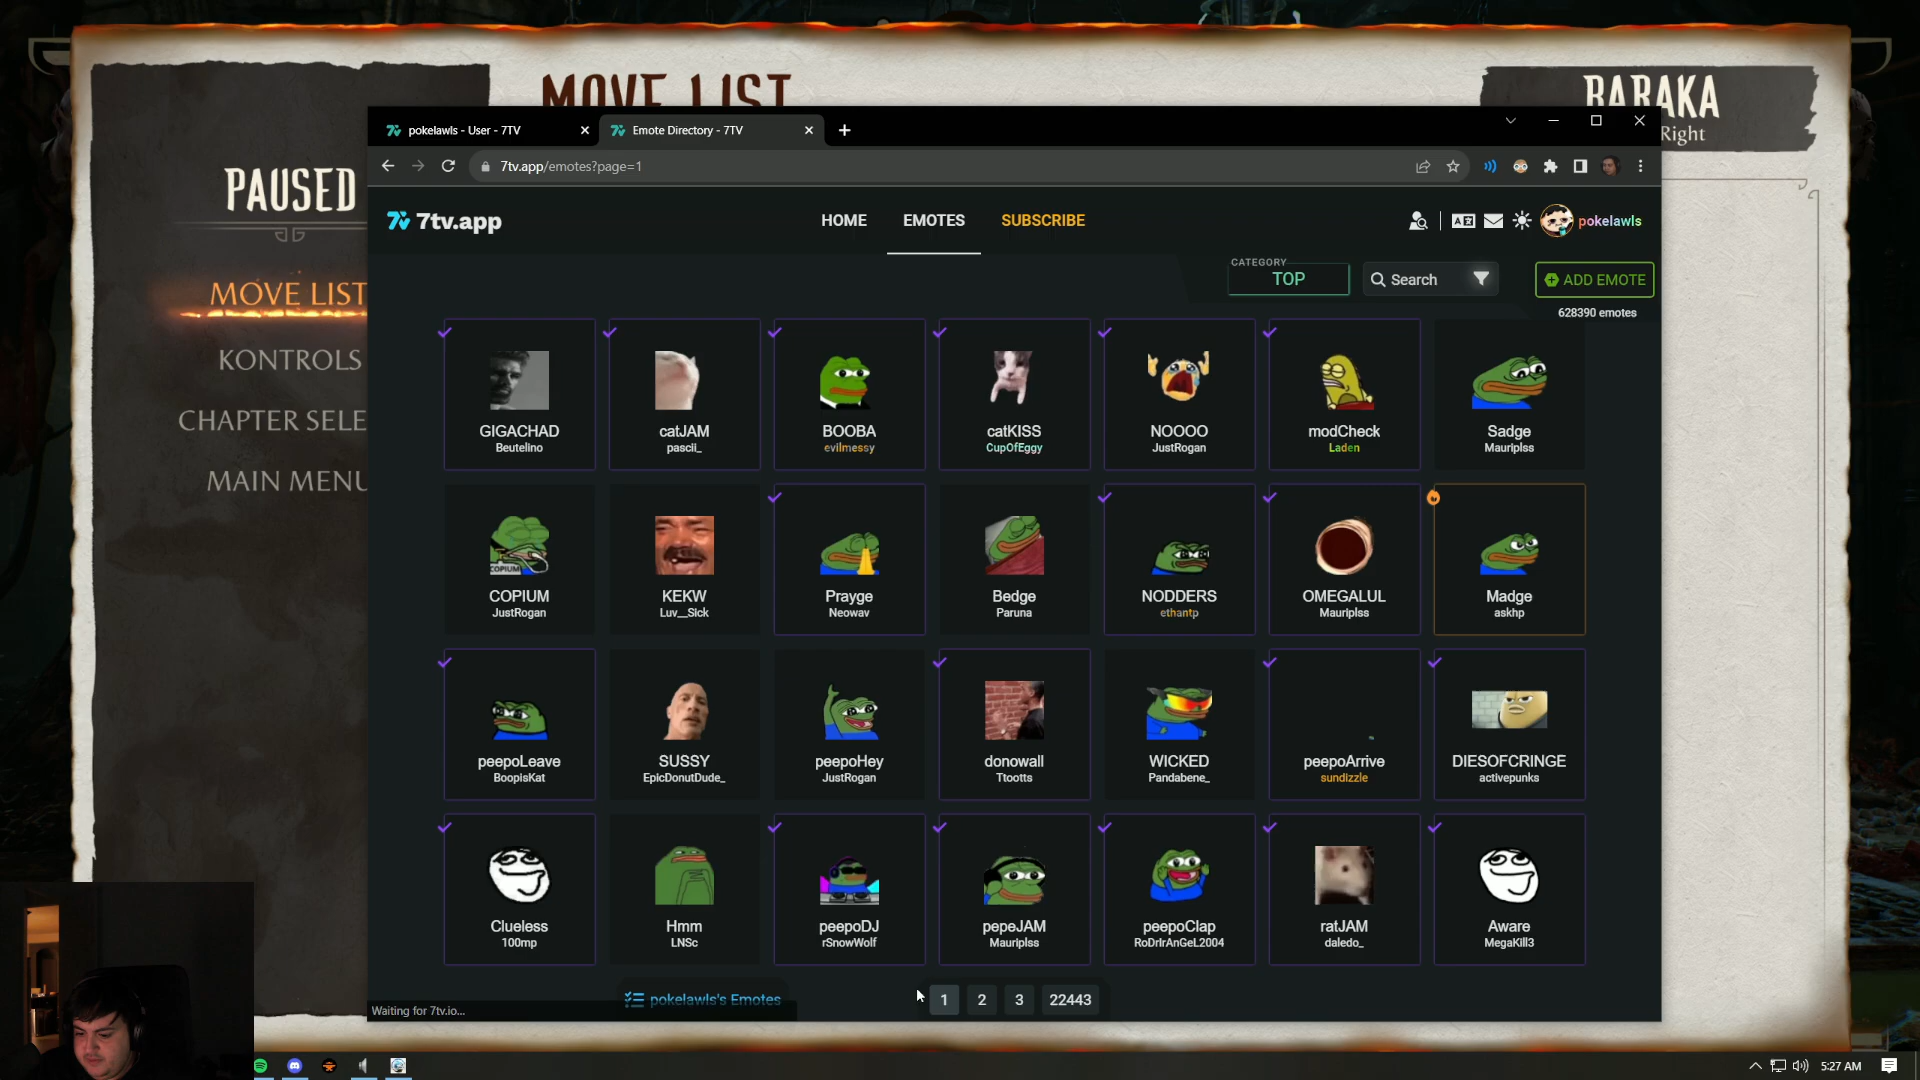 MOVE LIST
BARAKA
Right
PAUSED
MOVE LIST
KONTROLS
CHAPTER SELE
MAIN MENU
pokelawls - User - 7TV
Emote Directory - 7TV
7tv.app/emotes?page=1
7tv.app
HOME
EMOTES
SUBSCRIBE
pokelawls
CATEGORY
TOP
Search
ADD EMOTE
628390 emotes
GIGACHAD
Beutelino
catJAM
pascii_
BOOBA
evilmessy
catKISS
CupOfEggy
NOOOO
JustRogan
modCheck
Laden
Sadge
Mauriplss
COPIUM
COPIUM
JustRogan
KEKW
Luv__Sick
Prayge
Neowav
Bedge
Paruna
NODDERS
ethantp
OMEGALUL
Mauriplss
Madge
askhp
peepoLeave
BoopisKat
SUSSY
EpicDonutDude_
peepoHey
JustRogan
donowall
Ttootts
WICKED
Pandabene_
peepoArrive
sundizzle
DIESOFCRINGE
activepunks
Clueless
100mp
Hmm
LNSc
peepoDJ
rSnowWolf
pepeJAM
Mauriplss
peepoClap
RoDrIrAnGeL2004
ratJAM
daledo_
Aware
MegaKill3
pokelawls's Emotes
1
2
3
22443
Waiting for 7tv.io...
5:27 AM